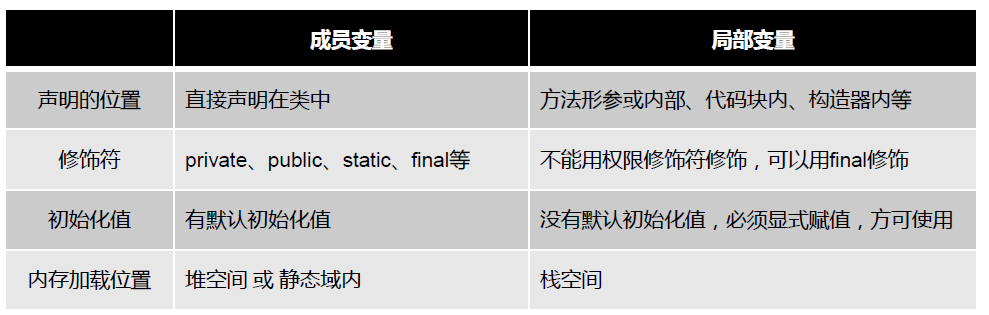 成员变量 局部变量
声明的位置 直接声明在类中 方法形参或内部、代码块内、构造器内等
修饰符 private、public、static、final等 不能用权限修饰符修饰，可以用final修饰
初始化值 有默认初始化值 没有默认初始化值，必须显式赋值，方可使用
内存加载位置 堆空间 或 静态域内 栈空间